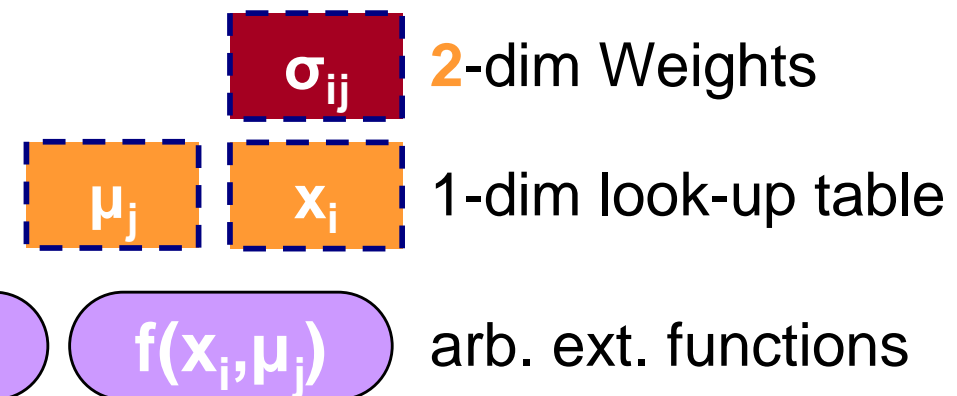 σij 2-dim Weights
μj xi 1-dim look-up table
f(xi,μj) arb. ext. functions